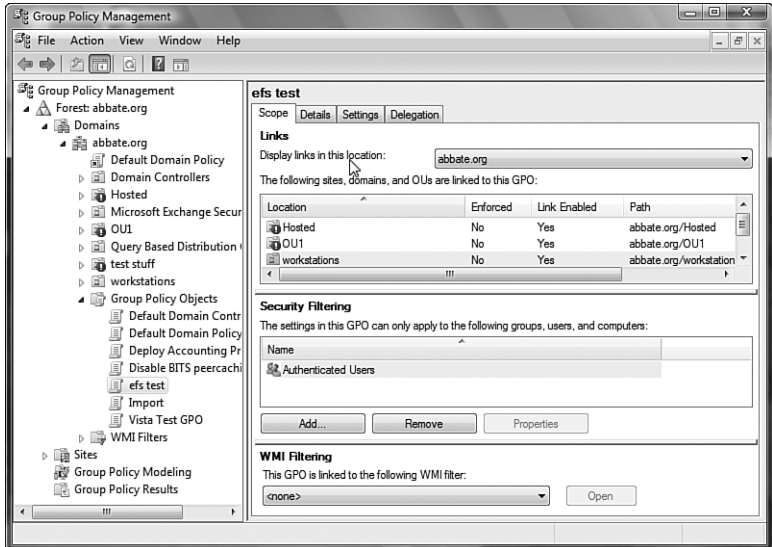 Group Policy Management
File Action View Window Help
Group Policy Management
Forest: abbate.org
Domains
abbate.org
Default Domain Policy
Domain Controllers
Hosted
Microsoft Exchange Secur
OU1
Query Based Distribution
test stuff
workstations
Group Policy Objects
Default Domain Contr
Default Domain Policy
Deploy Accounting Pr
Disable BITS peercachi
efs test
Import
Vista Test GPO
WMI Filters
Sites
Group Policy Modeling
Group Policy Results
efs test
Scope Details Settings Delegation
Links
Display links in this location: abbate.org
The following sites, domains, and OUs are linked to this GPO:
Location Enforced Link Enabled Path
Hosted No Yes abbate.org/Hosted
OU1 No Yes abbate.org/OU1
workstations No Yes abbate.org/workstation
Security Filtering
The settings in this GPO can only apply to the following groups, users, and computers:
Name
Authenticated Users
Add... Remove Properties
WMI Filtering
This GPO is linked to the following WMI filter:
<none> Open